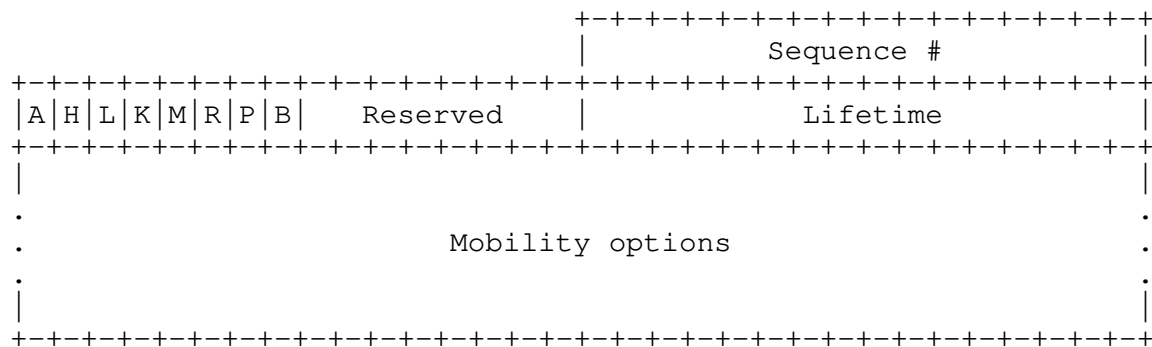 +-+-+-+-+-+-+-+-+-+-+-+-+-+-+-+-+
                                |          Sequence #           |
+-+-+-+-+-+-+-+-+-+-+-+-+-+-+-+-+-+-+-+-+-+-+-+-+-+-+-+-+-+-+-+-+
|A|H|L|K|M|R|P|B|   Reserved    |            Lifetime           |
+-+-+-+-+-+-+-+-+-+-+-+-+-+-+-+-+-+-+-+-+-+-+-+-+-+-+-+-+-+-+-+-+
|                                                               |
.                                                               .
.                        Mobility options                       .
.                                                               .
|                                                               |
+-+-+-+-+-+-+-+-+-+-+-+-+-+-+-+-+-+-+-+-+-+-+-+-+-+-+-+-+-+-+-+-+